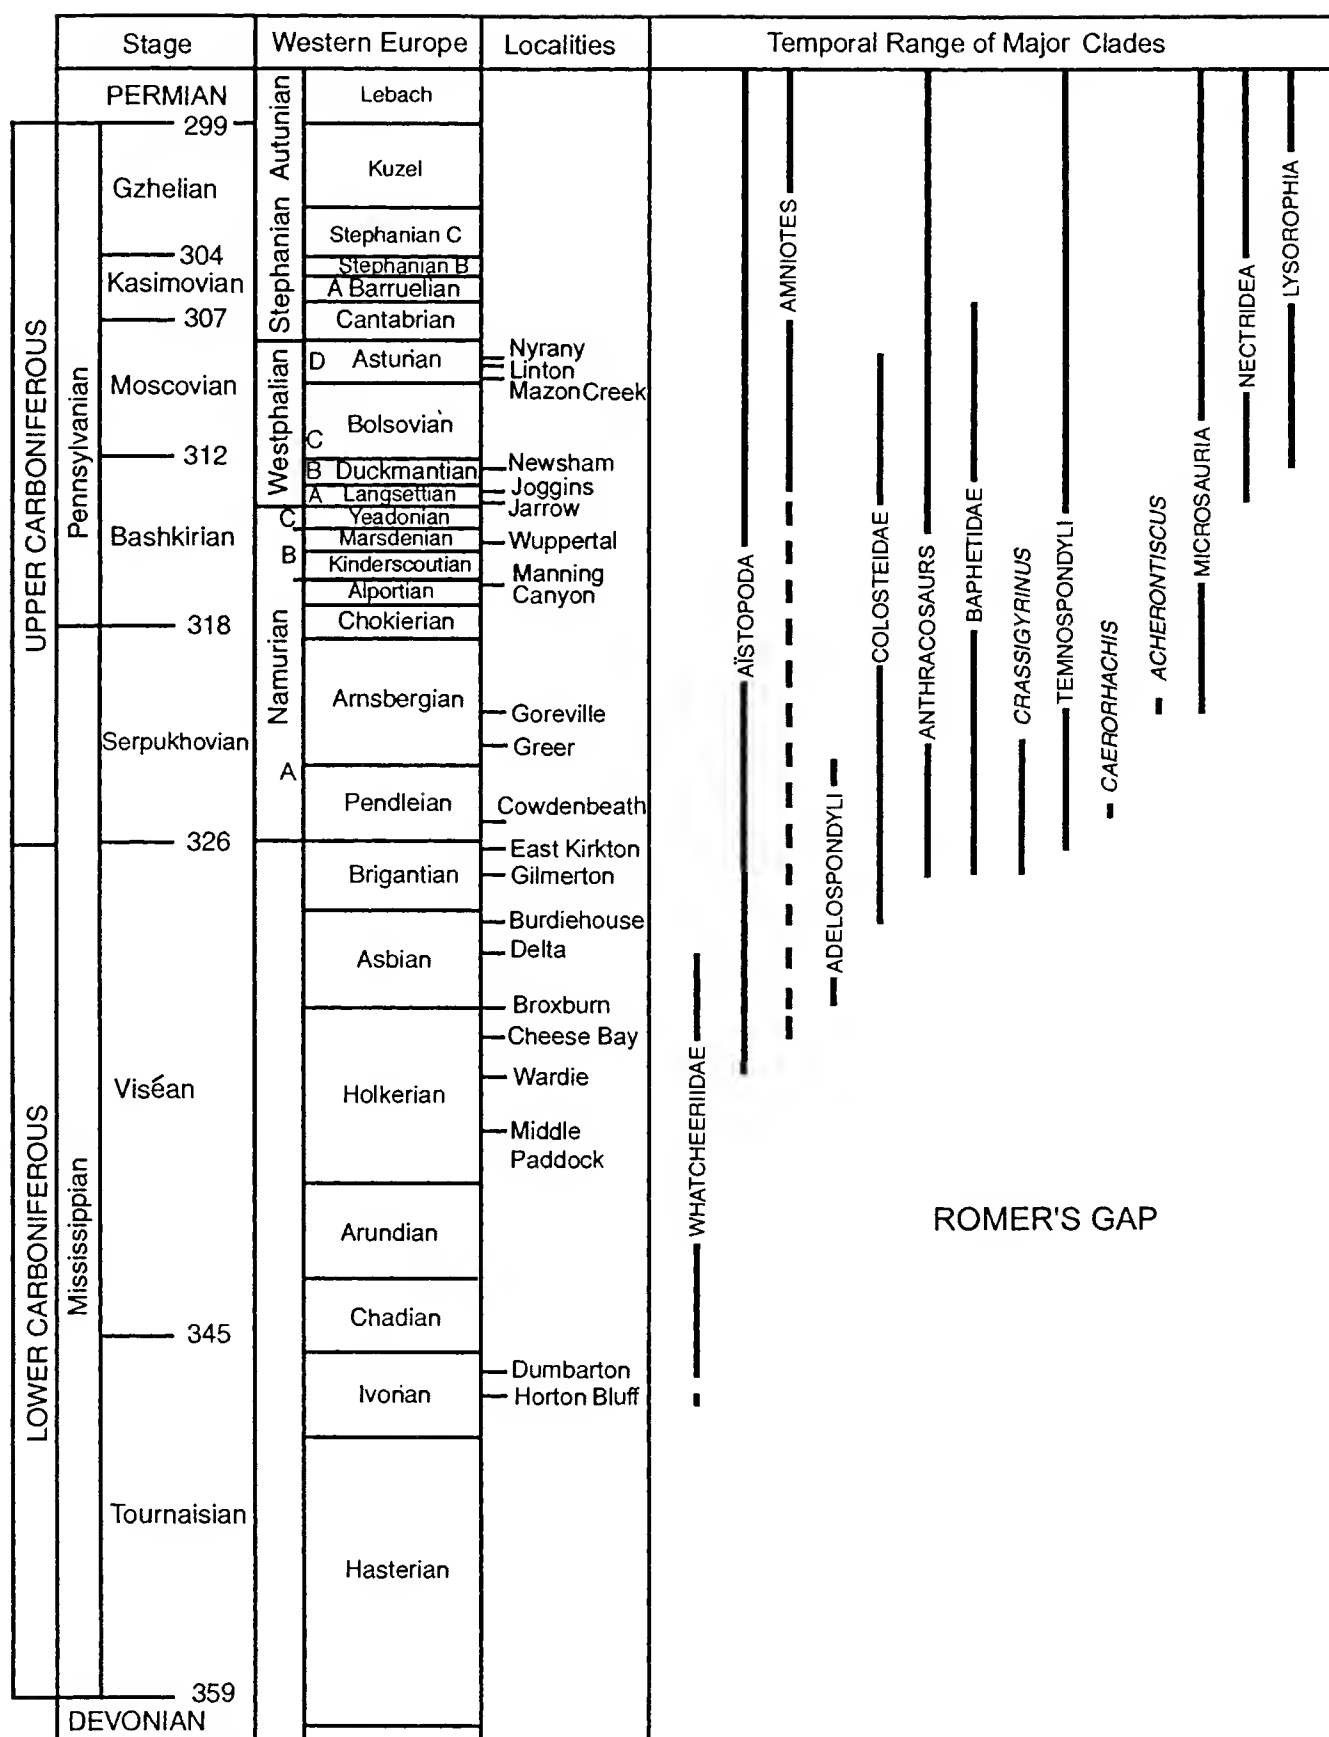 Stage
Western Europe
Localities
Temporal Range of Major Clades
PERMIAN
299
Gzhelian
304
Kasimovian
307
Moscovian
312
Bashkirian
318
Serpukhovian
326
Viséan
345
Tournaisian
359
DEVONIAN
UPPER CARBONIFEROUS
LOWER CARBONIFEROUS
Pennsylvanian
Mississippian
Autunian
Stephanian
Westphalian
Namurian
Lebach
Kuzel
Stephanian C
Stephanian B
A Barruelian
Cantabrian
D Asturian
C Bolsovian
B Duckmantian
A Langsettian
C Yeadonian
Marsdenian
B
Kinderscoutian
Alportian
Chokierian
Arnsbergian
A
Pendleian
Brigantian
Asbian
Holkerian
Arundian
Chadian
Ivorian
Hasterian
Nyrany
Linton
Mazon Creek
Newsham
Joggins
Jarrow
Wuppertal
Manning
Canyon
Goreville
Greer
Cowdenbeath
East Kirkton
Gilmerton
Burdiehouse
Delta
Broxburn
Cheese Bay
Wardie
Middle
Paddock
Dumbarton
Horton Bluff
WHATCHEERIIDAE
AÏSTOPODA
AMNIOTES
ADELOSPONDYLI
COLOSTEIDAE
ANTHRACOSAURS
BAPHETIDAE
CRASSIGYRINUS
TEMNOSPONDYLI
CAERORHACHIS
ACHERONTISCUS
MICROSAURIA
NECTRIDEA
LYSOROPHIA
ROMER'S GAP